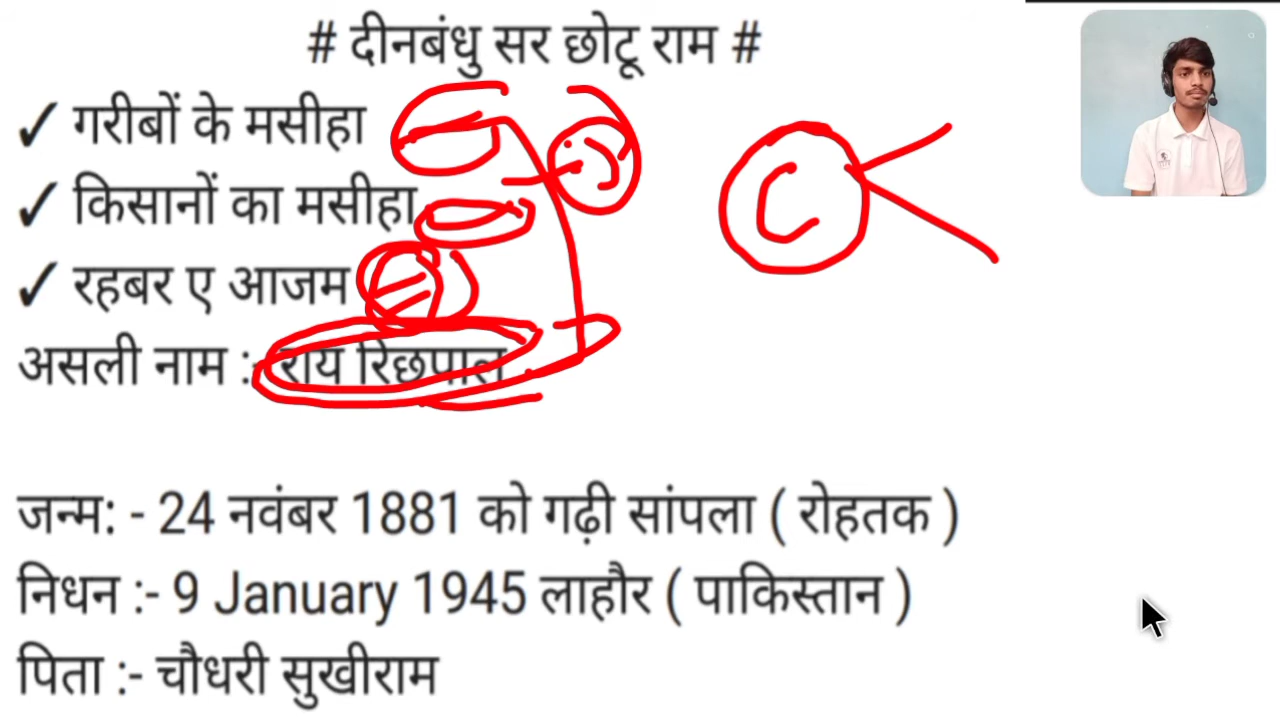 # दीनबंधु सर छोटू राम #
✓ गरीबों के मसीहा
✓ किसानों का मसीहा
✓ रहबर ए आजम
असली नाम :- राय रिछपाल
C
जन्म: - 24 नवंबर 1881 को गढ़ी सांपला ( रोहतक )
निधन :- 9 January 1945 लाहौर ( पाकिस्तान )
पिता :- चौधरी सुखीराम